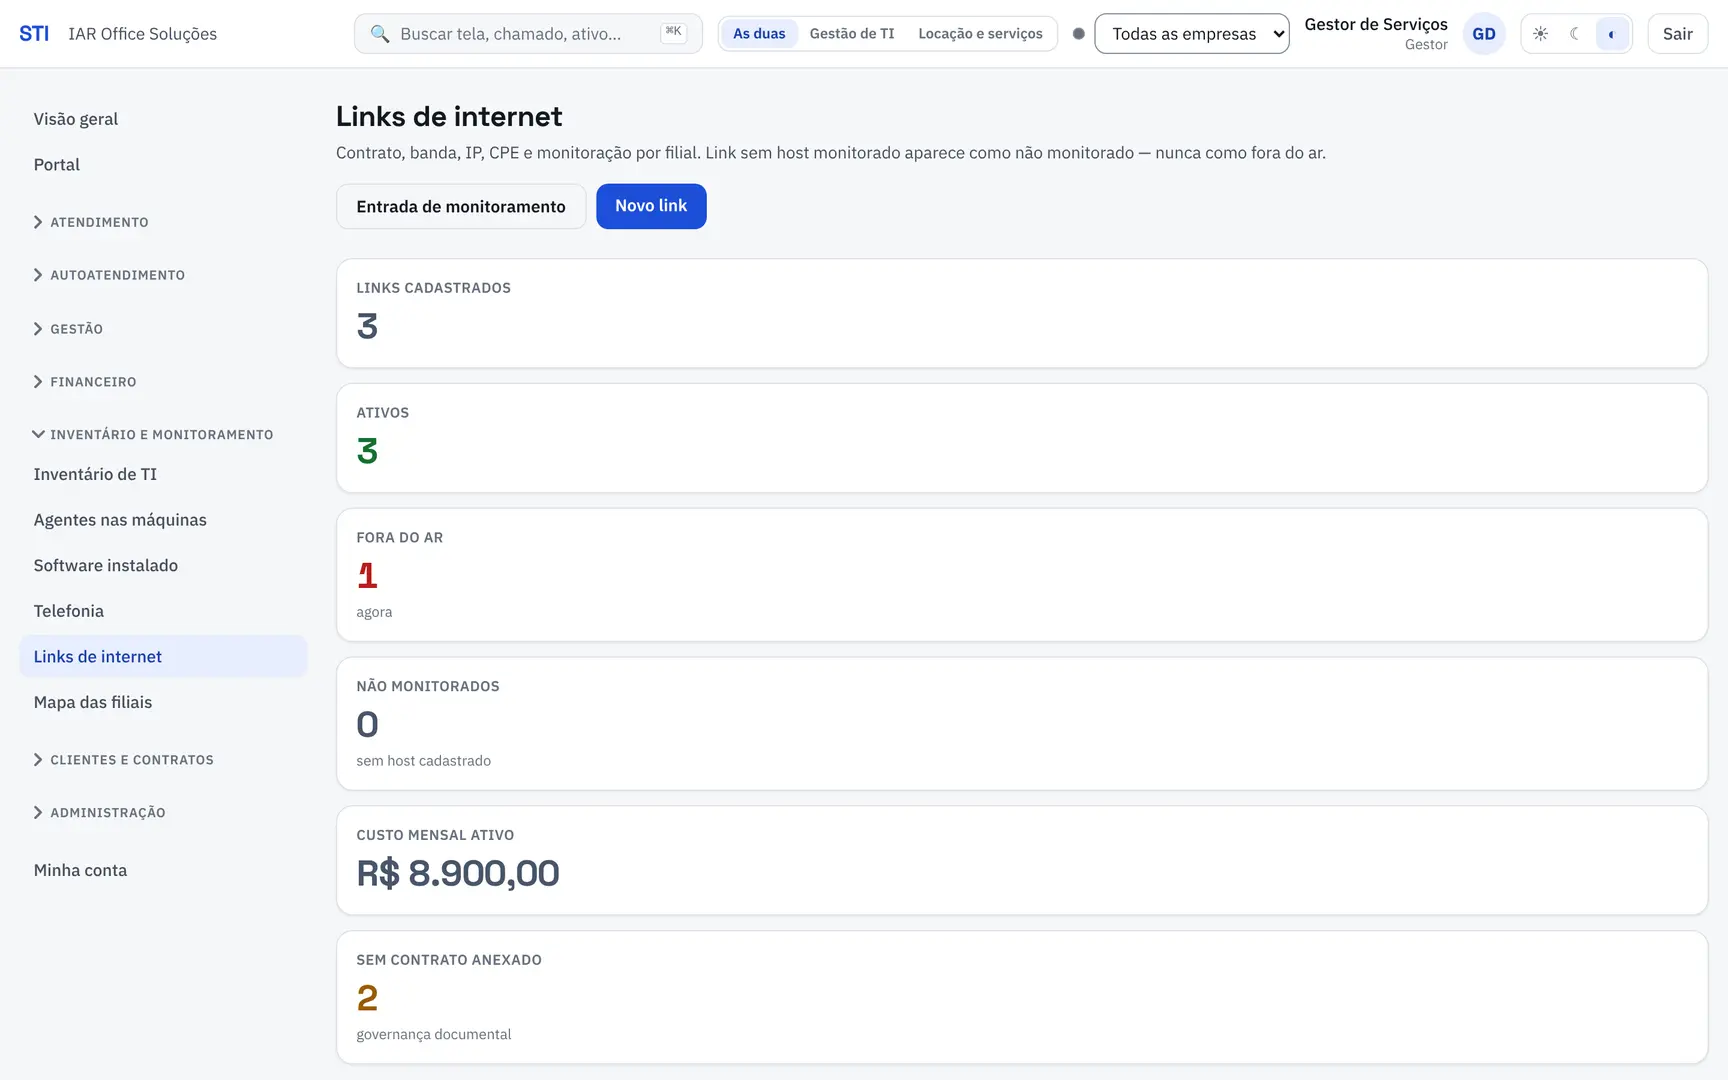 STI IAR Office Soluções
Buscar tela, chamado, ativo... ⌘K
As duas Gestão de TI Locação e serviços
Todas as empresas
Gestor de Serviços
Gestor
GD
Sair
Visão geral
Portal
ATENDIMENTO
AUTOATENDIMENTO
GESTÃO
FINANCEIRO
INVENTÁRIO E MONITORAMENTO
Inventário de TI
Agentes nas máquinas
Software instalado
Telefonia
Links de internet
Mapa das filiais
CLIENTES E CONTRATOS
ADMINISTRAÇÃO
Minha conta
Links de internet
Contrato, banda, IP, CPE e monitoração por filial. Link sem host monitorado aparece como não monitorado — nunca como fora do ar.
Entrada de monitoramento Novo link
LINKS CADASTRADOS
3
ATIVOS
3
FORA DO AR
1
agora
NÃO MONITORADOS
0
sem host cadastrado
CUSTO MENSAL ATIVO
R$ 8.900,00
SEM CONTRATO ANEXADO
2
governança documental